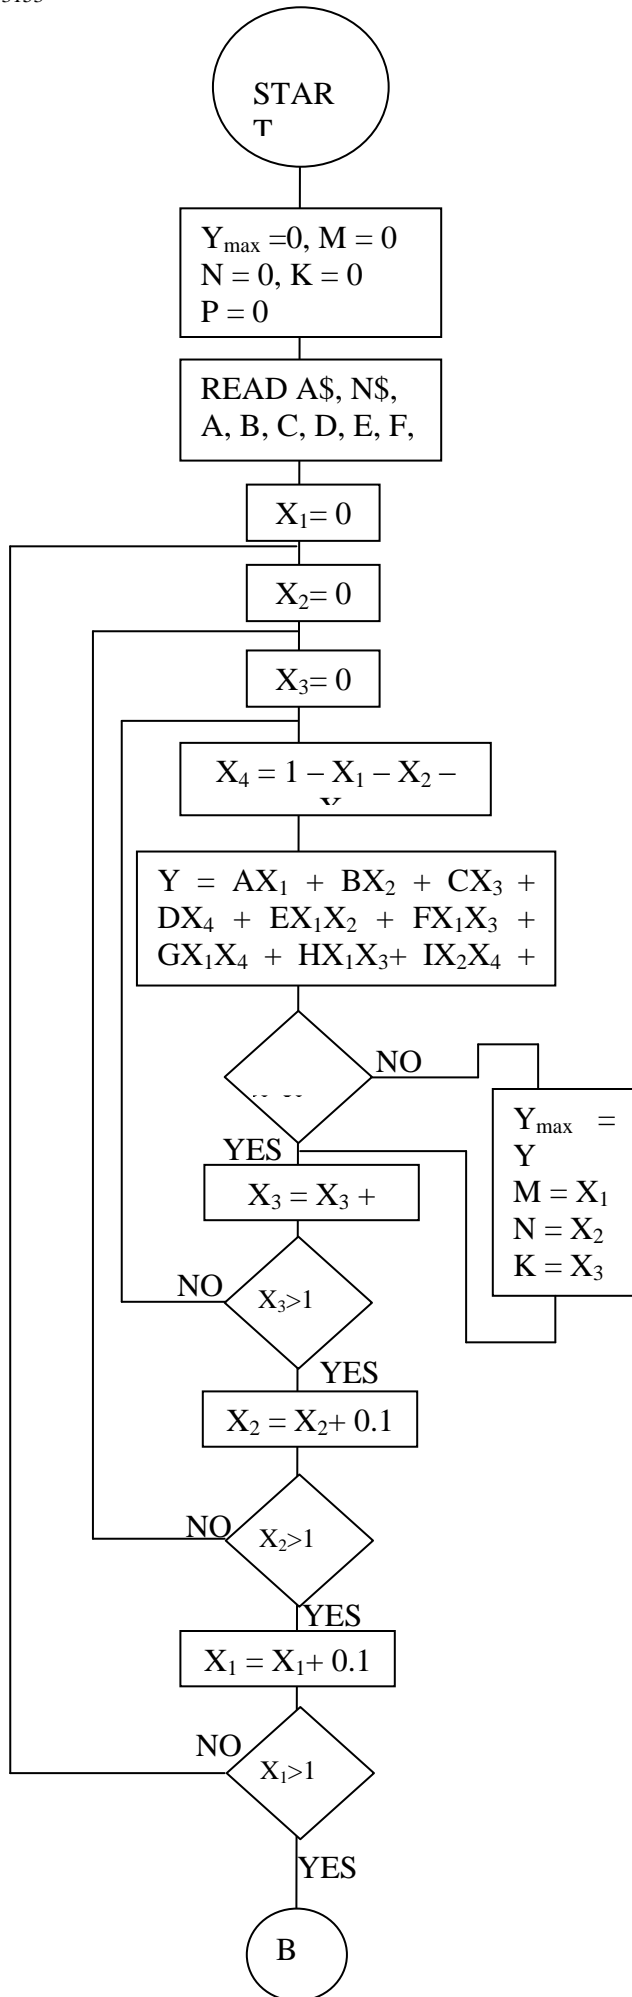 STAR
T
Yₘₐₓ =0, M = 0
N = 0, K = 0
P = 0
READ A$, N$,
A, B, C, D, E, F,
X₁= 0
X₂= 0
X₃= 0
X₄ = 1 – X₁ – X₂ –
Y = AX₁ + BX₂ + CX₃ +
DX₄ + EX₁X₂ + FX₁X₃ +
GX₁X₄ + HX₁X₃+ IX₂X₄ +
NO
Yₘₐₓ =
Y
M = X₁
N = X₂
K = X₃
YES
X₃ = X₃ +
NO
X₃>1
YES
X₂ = X₂+ 0.1
NO
X₂>1
YES
X₁ = X₁+ 0.1
NO
X₁>1
YES
B